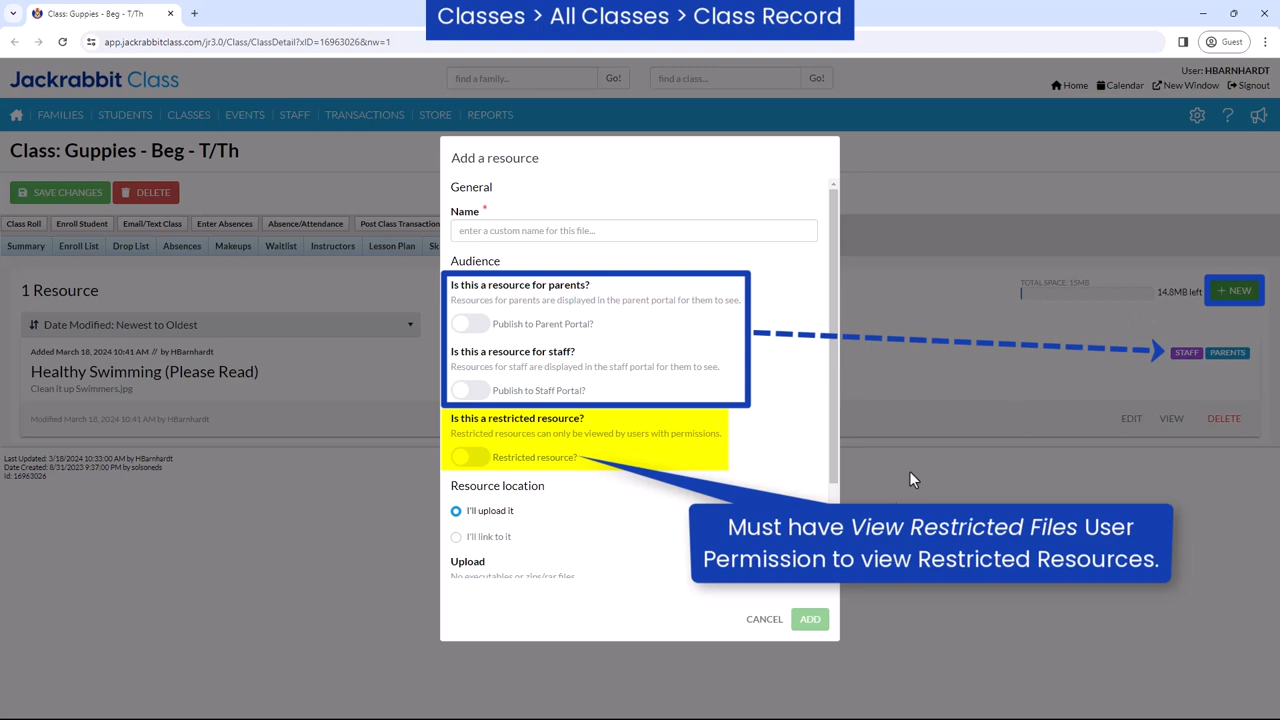 Classes > All Classes > Class Record
Class: Guppies - Beg - T/Th
app.jackrabbitclass.com/jr3.0/Class/ClassDetail?xID=16963026&nw=1
Guest
Jackrabbit Class
find a family...
Go!
find a class...
Go!
User: HBARNHARDT
Home
Calendar
New Window
Signout
FAMILIES
STUDENTS
CLASSES
EVENTS
STAFF
TRANSACTIONS
STORE
REPORTS
Class: Guppies - Beg - T/Th
SAVE CHANGES
DELETE
Class Roll
Enroll Student
Email/Text Class
Enter Absences
Absence/Attendance
Post Class Transaction
Summary
Enroll List
Drop List
Absences
Makeups
Waitlist
Instructors
Lesson Plan
Sk
1 Resource
TOTAL SPACE: 15MB
14.8MB left
+ NEW
Date Modified: Newest to Oldest
Added March 18, 2024 10:41 AM // by HBarnhardt
Healthy Swimming (Please Read)
Clean It up Swimmers.jpg
STAFF
PARENTS
Modified March 18, 2024 10:41 AM by HBarnhardt
EDIT
VIEW
DELETE
Last Updated: 3/18/2024 10:33:00 AM by HBarnhardt
Date Created: 8/31/2023 9:37:00 PM by solsoneds
Id: 16963026
Add a resource
General
Name *
enter a custom name for this file...
Audience
Is this a resource for parents?
Resources for parents are displayed in the parent portal for them to see.
Publish to Parent Portal?
Is this a resource for staff?
Resources for staff are displayed in the staff portal for them to see.
Publish to Staff Portal?
Is this a restricted resource?
Restricted resources can only be viewed by users with permissions.
Restricted resource?
Resource location
I'll upload it
I'll link to it
Upload
No executables or zips/rar files
CANCEL
ADD
Must have View Restricted Files User
Permission to view Restricted Resources.